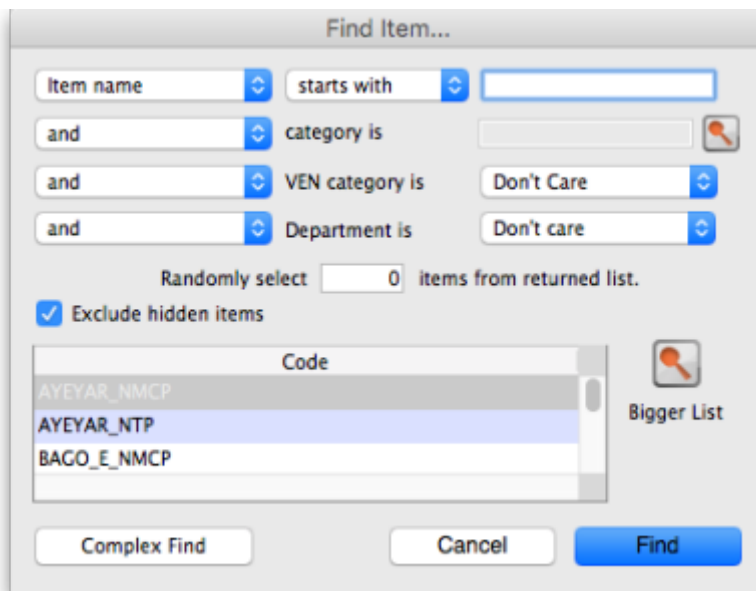 Find Item...
Item name starts with
and category is
and VEN category is Don't Care
and Department is Don't care
Randomly select 0 items from returned list.
Exclude hidden items
Code
AYEYAR_NMCP
AYEYAR_NTP
BAGO_E_NMCP
Bigger List
Complex Find Cancel Find